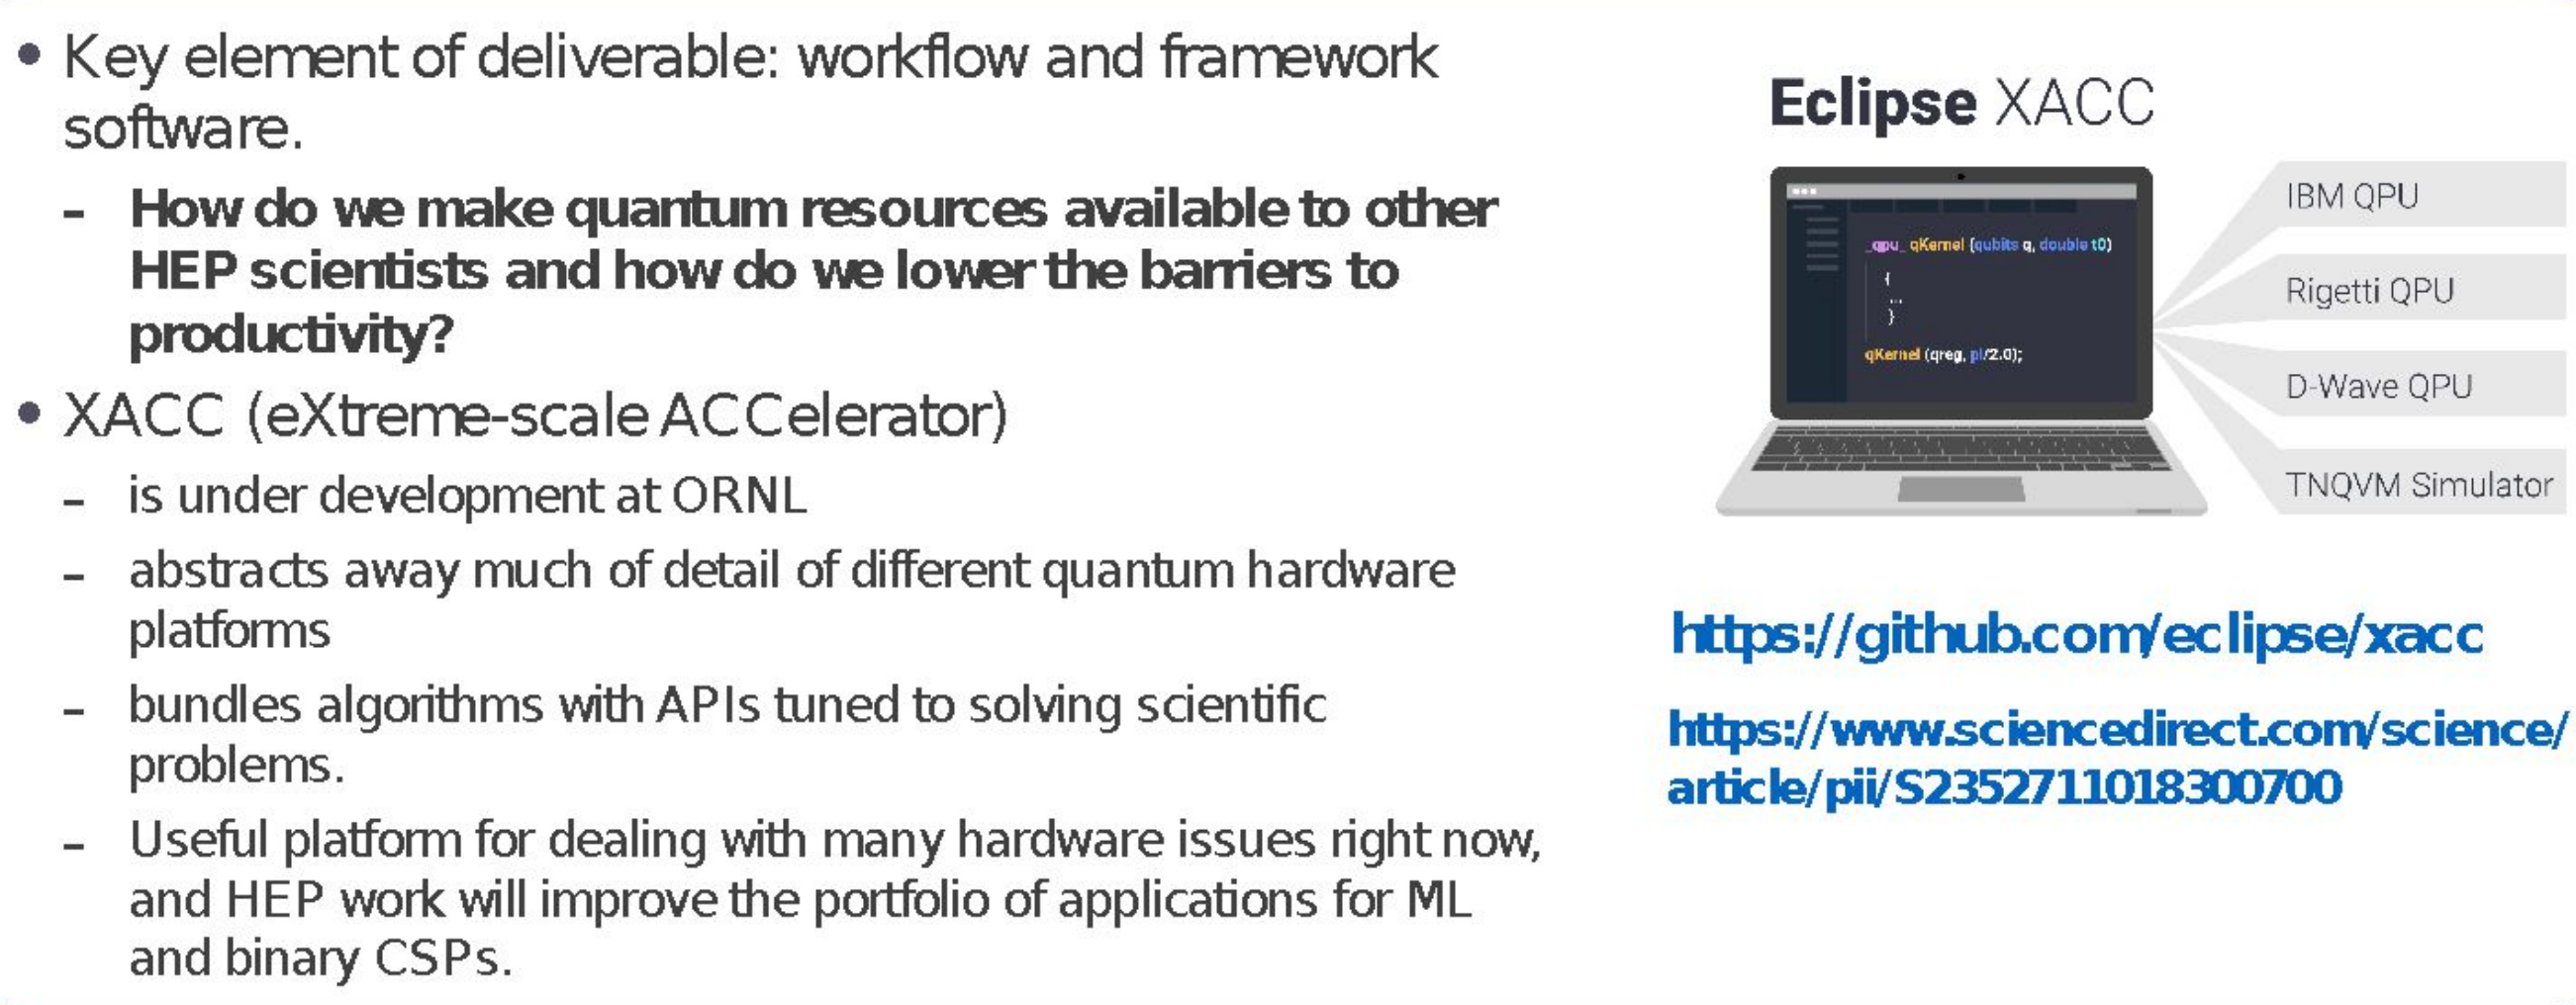 • Key element of deliverable: workflow and framework
software.
- How do we make quantum resources available to other
HEP scientists and how do we lower the barriers to
productivity?
• XACC (eXtreme-scale ACCelerator)
- is under development at ORNL
- abstracts away much of detail of different quantum hardware
platforms
- bundles algorithms with APIs tuned to solving scientific
problems.
- Useful platform for dealing with many hardware issues right now,
and HEP work will improve the portfolio of applications for ML
and binary CSPs.
Eclipse XACC
_qpu_ qKernel (qubits q, double t0)
{
...
}
qKernel (qreg, pi/2.0);
IBM QPU
Rigetti QPU
D-Wave QPU
TNQVM Simulator
https://github.com/eclipse/xacc
https://www.sciencedirect.com/science/
article/pii/S2352711018300700